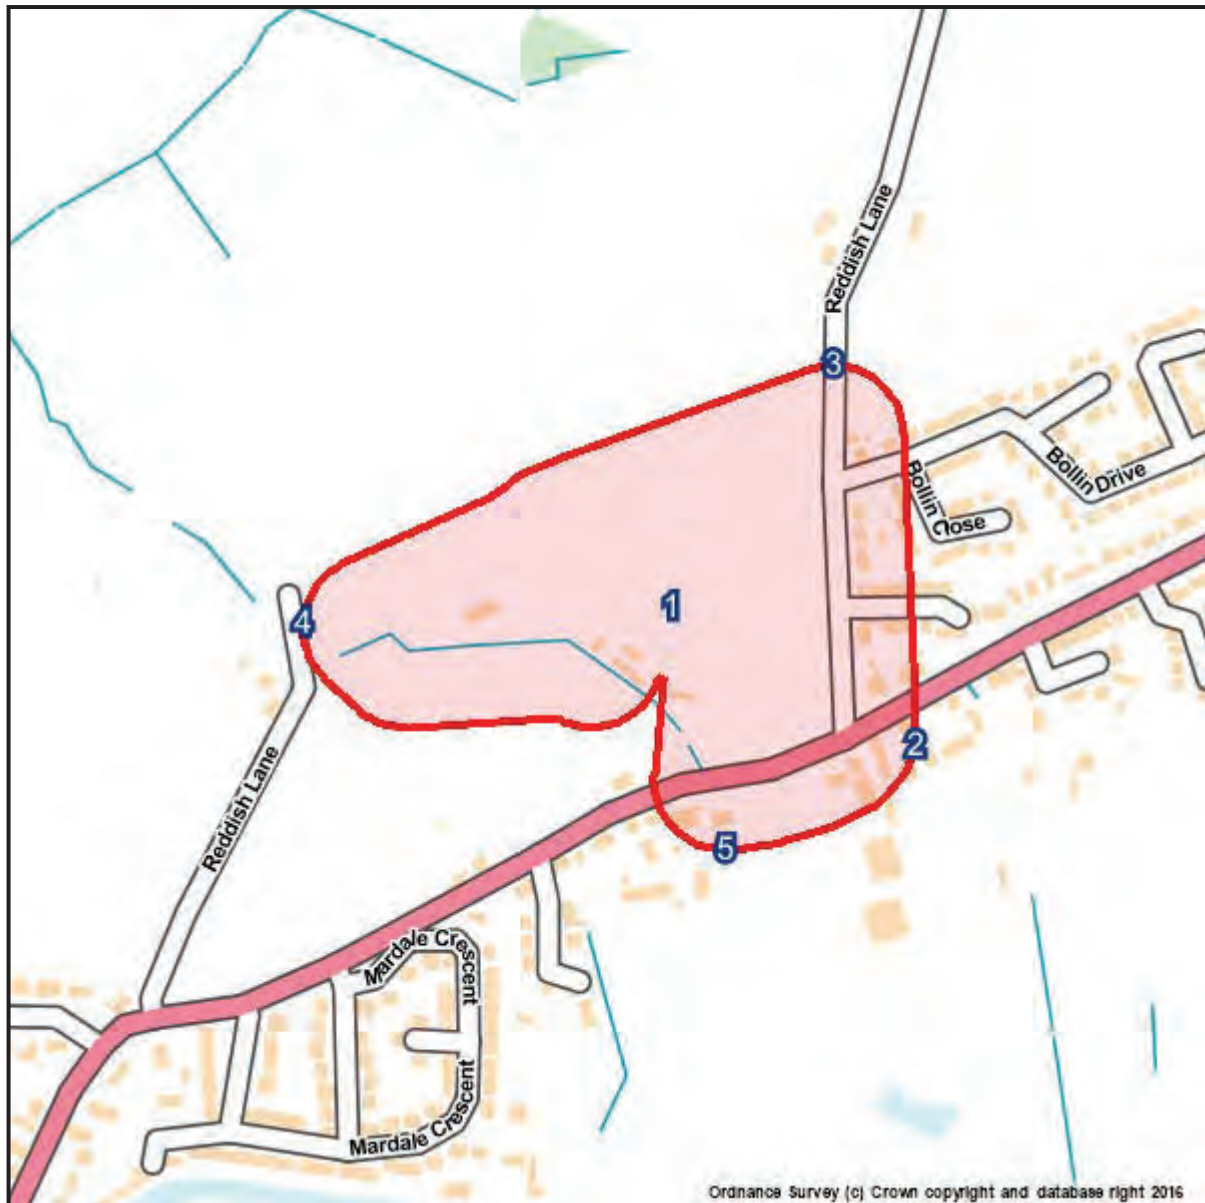 Reddish Lane
3
Bollin Drive
Bollin Close
1
4
2
Reddish Lane
5
Mardale Crescent
Mardale Crescent
Ordnance Survey (c) Crown copyright and database right 2016